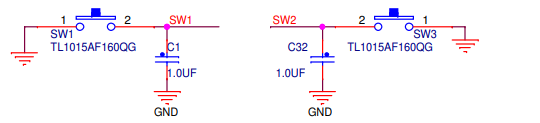 1 2 SW1 SW2 2 1
SW1 SW3
TL1015AF160QG C1 C32 TL1015AF160QG
1.0UF 1.0UF
GND GND